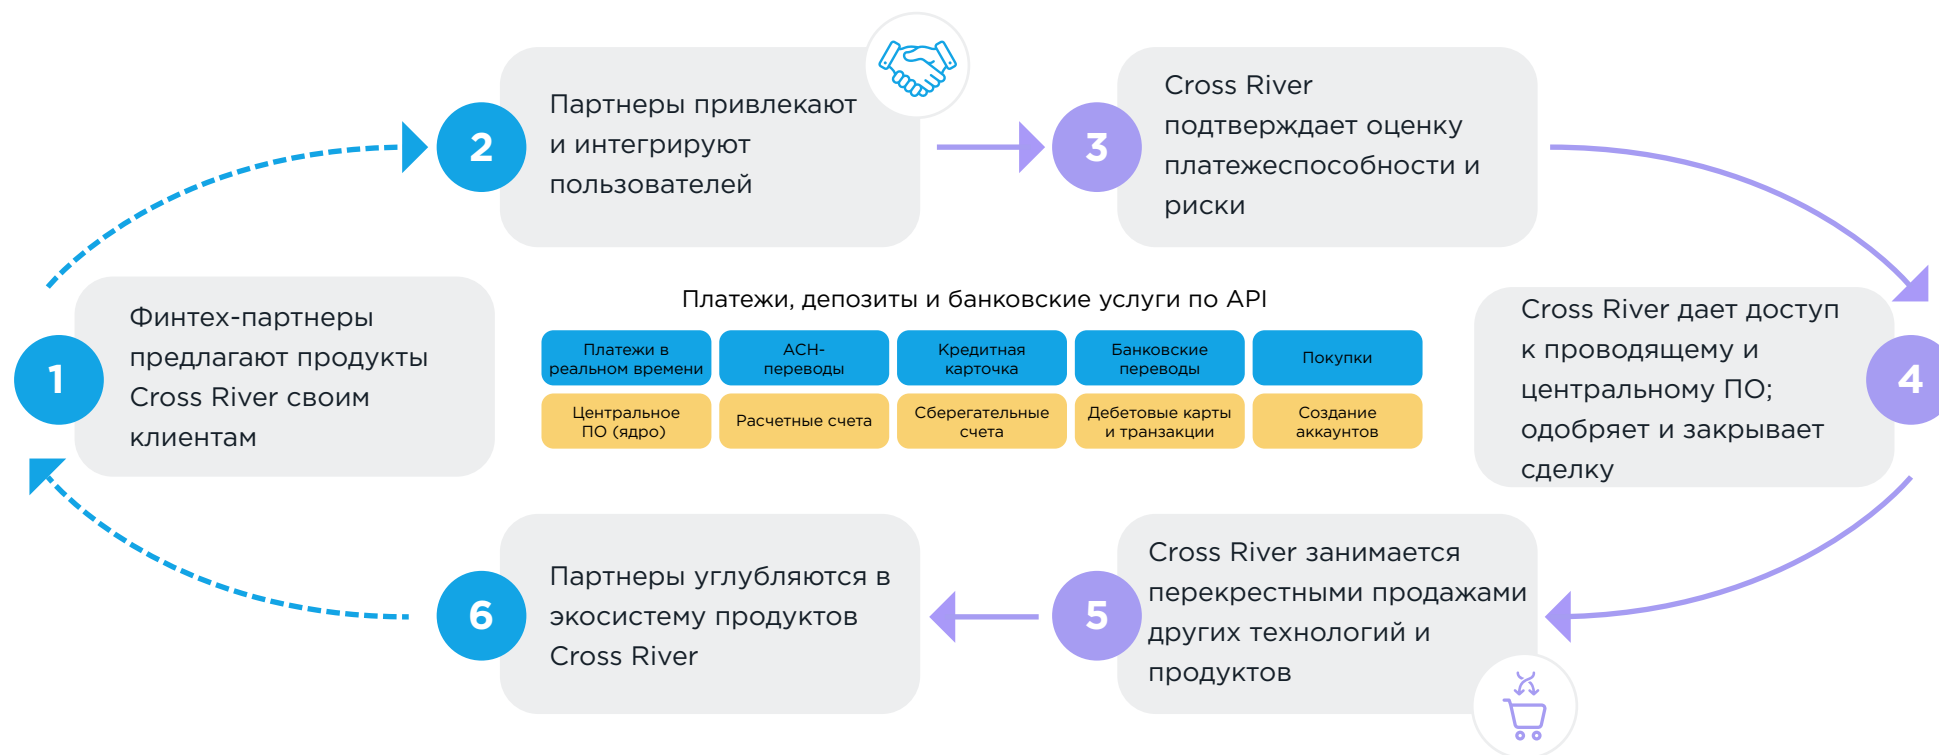 2
Партнеры привлекают
и интегрируют
пользователей
3
Cross River
подтверждает оценку
платежеспособности и
риски
1
Финтех-партнеры
предлагают продукты
Cross River своим
клиентам
Платежи, депозиты и банковские услуги по API
Платежи в
реальном времени
ACH-
переводы
Кредитная
карточка
Банковские
переводы
Покупки
Центральное
ПО (ядро)
Расчетные счета
Сберегательные
счета
Дебетовые карты
и транзакции
Создание
аккаунтов
Cross River дает доступ
к проводящему и
центральному ПО;
одобряет и закрывает
сделку
4
6
Партнеры углубляются в
экосистему продуктов
Cross River
5
Cross River занимается
перекрестными продажами
других технологий и
продуктов